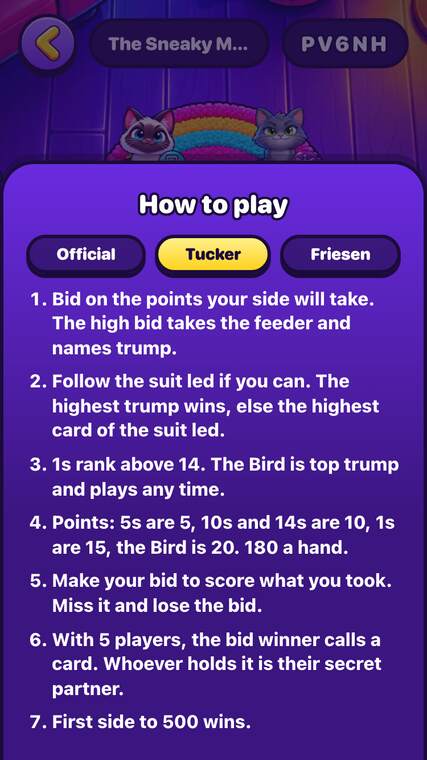 The Sneaky M...
PV6NH
How to play
Official
Tucker
Friesen
1. Bid on the points your side will take.
The high bid takes the feeder and
names trump.
2. Follow the suit led if you can. The
highest trump wins, else the highest
card of the suit led.
3. 1s rank above 14. The Bird is top trump
and plays any time.
4. Points: 5s are 5, 10s and 14s are 10, 1s
are 15, the Bird is 20. 180 a hand.
5. Make your bid to score what you took.
Miss it and lose the bid.
6. With 5 players, the bid winner calls a
card. Whoever holds it is their secret
partner.
7. First side to 500 wins.